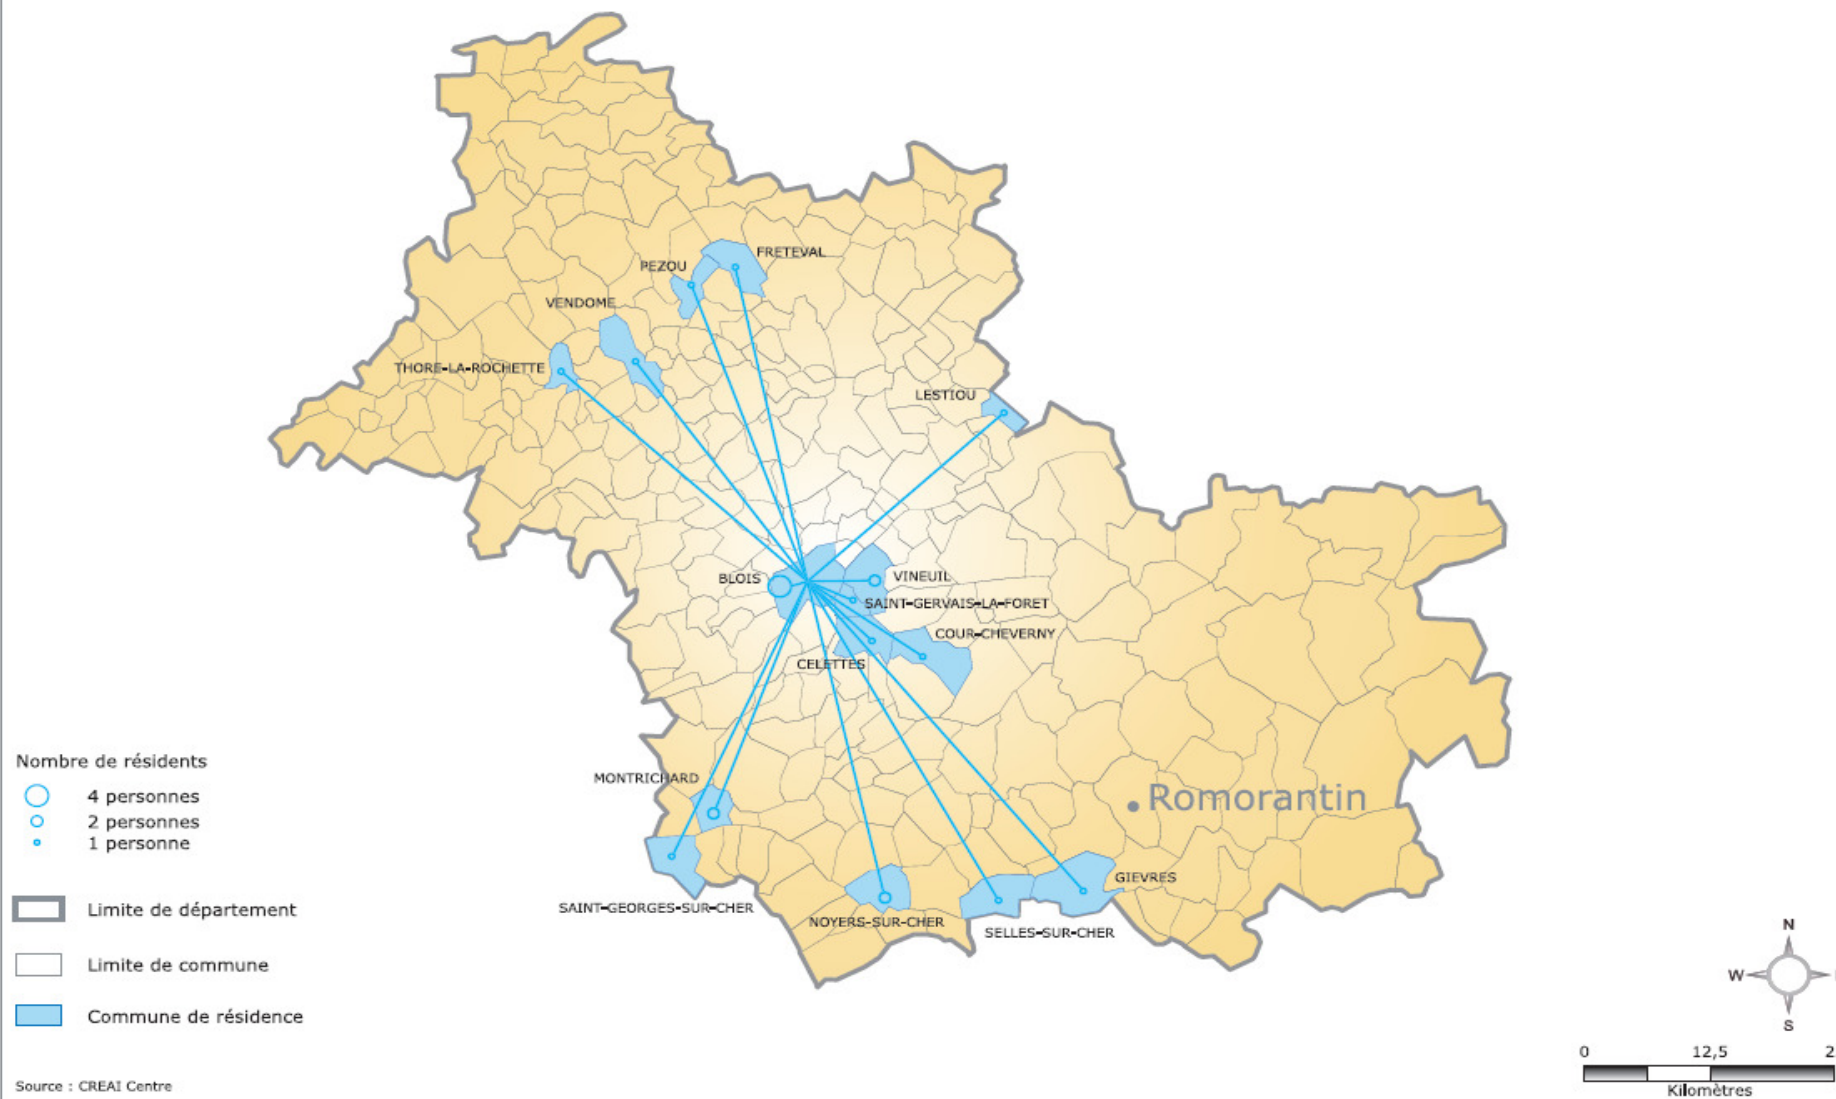 FRETEVAL
PEZOU
VENDOME
THORE-LA-ROCHETTE
LESTIOU
BLOIS
VINEUIL
SAINT-GERVAIS-LA-FORET
COUR-CHEVERNY
CELETTES
MONTRICHARD
Romorantin
SAINT-GEORGES-SUR-CHER
NOYERS-SUR-CHER
GIEVRES
SELLES-SUR-CHER
Nombre de résidents
4 personnes
2 personnes
1 personne
Limite de département
Limite de commune
Commune de résidence
Source : CREAI Centre
N
W
S
0 12,5 2
Kilomètres